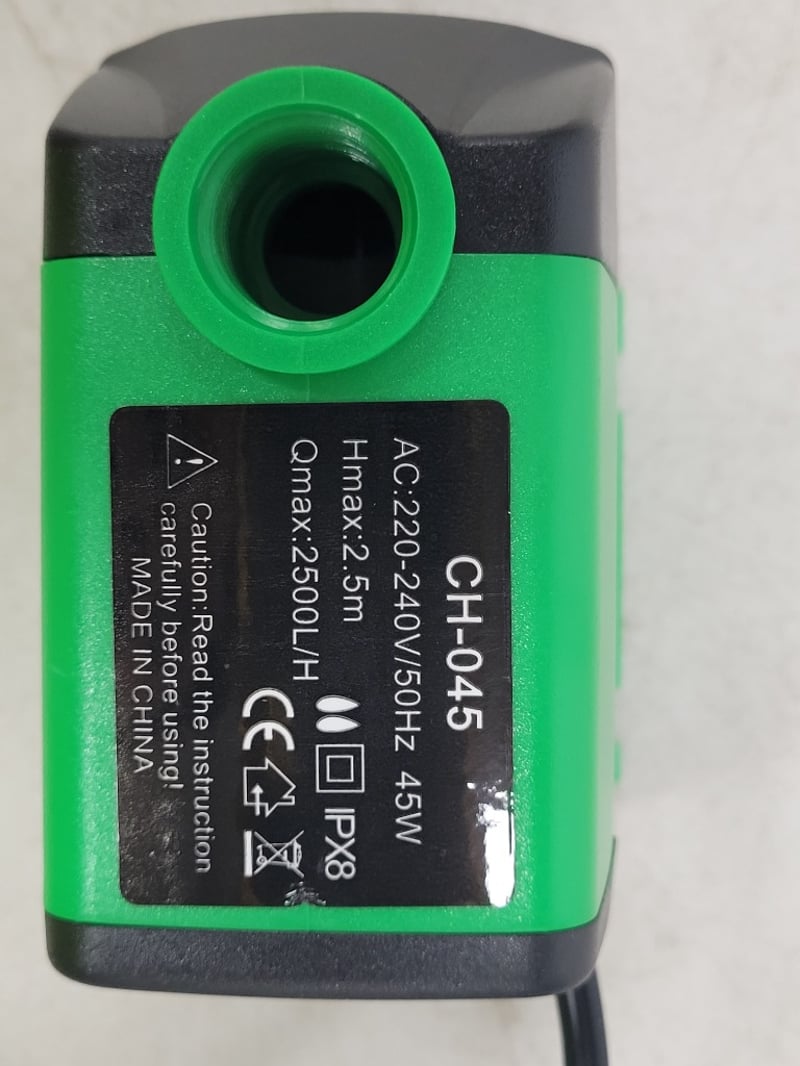 CH-045
AC:220-240V/50Hz 45W
Hmax:2.5m
IPX8
Qmax:2500L/H
CE
Caution:Read the instruction
carefully before using!
MADE IN CHINA